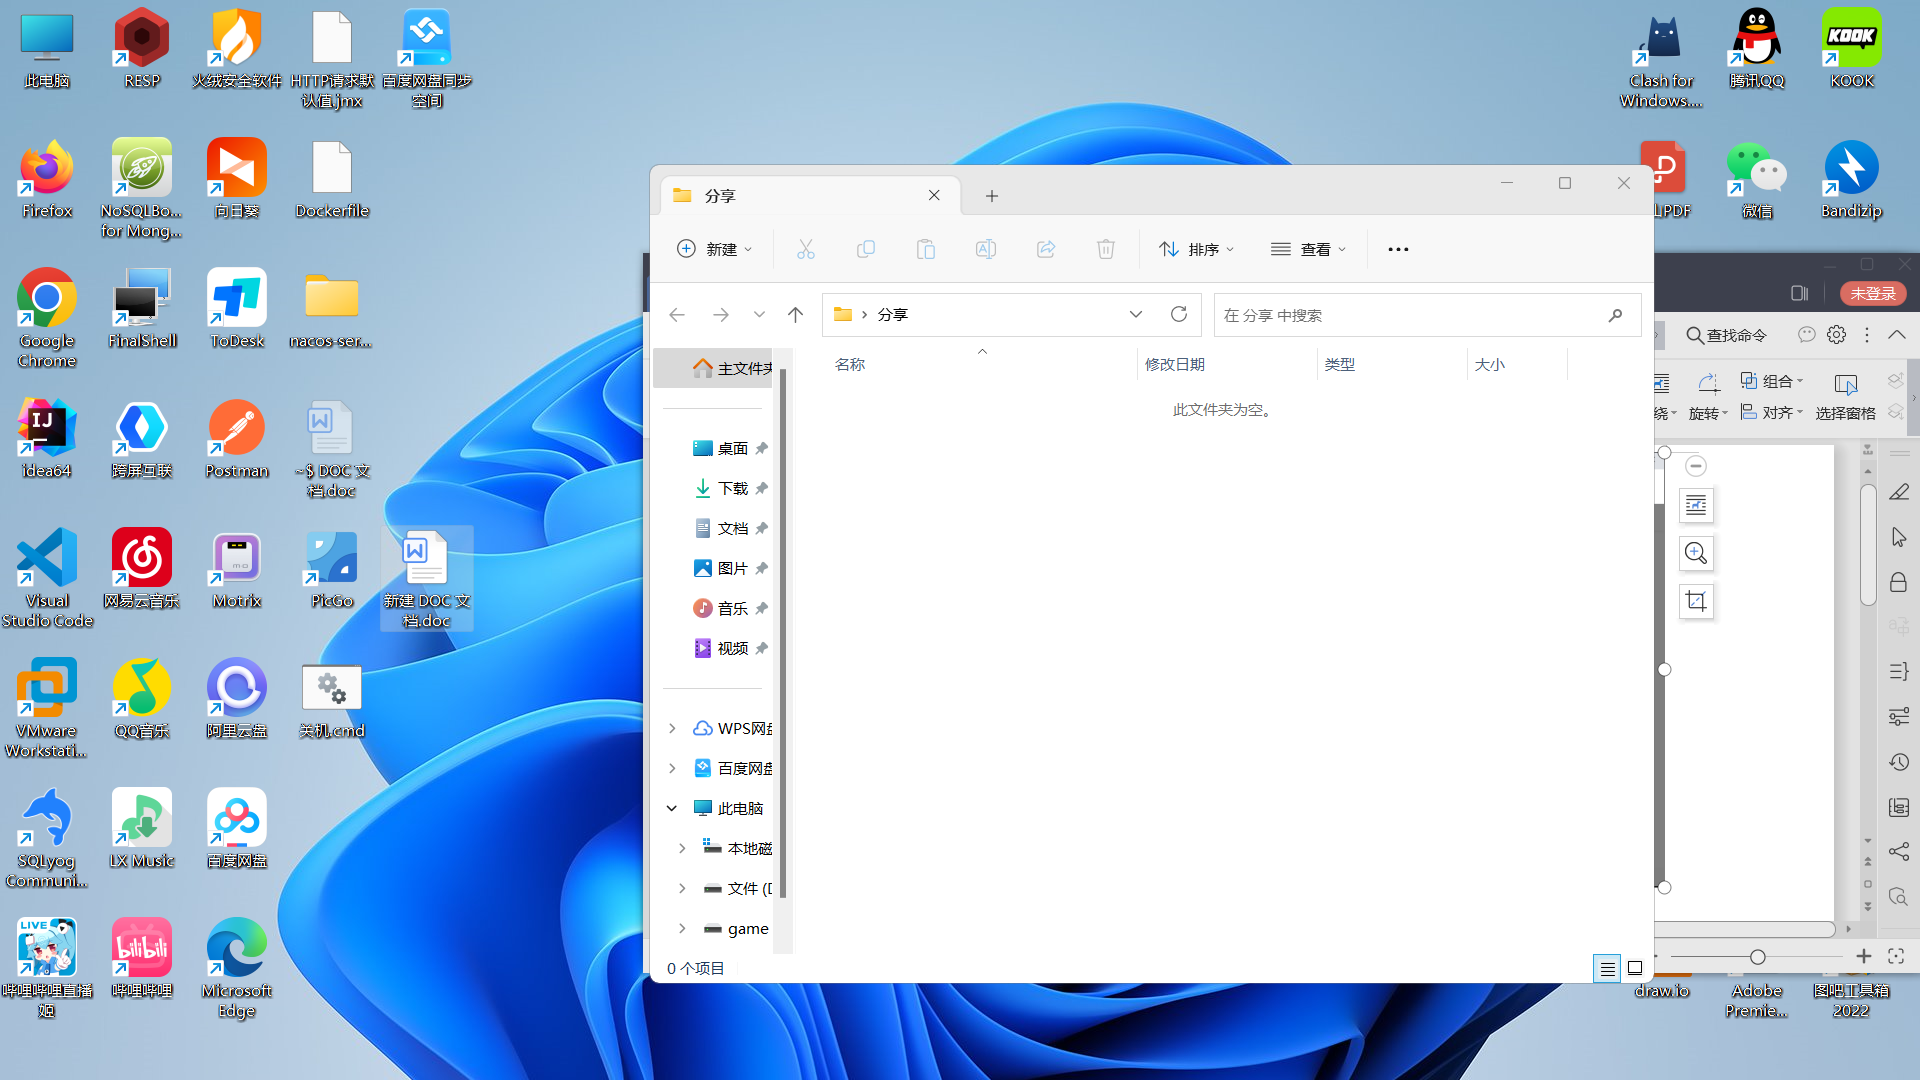 此电脑
RESP
火绒安全软件
HTTP请求默
认值.jmx
百度网盘同步
空间
Clash for
Windows....
腾讯QQ
KOOK
KOOK
Firefox
NoSQLBo...
for Mong...
向日葵
Dockerfile
微信
Bandizip
分享
新建
排序
查看
分享
在 分享 中搜索
名称
修改日期
类型
大小
此文件夹为空。
主文件夹
桌面
下载
文档
图片
音乐
视频
WPS网盘
百度网盘
此电脑
本地磁
文件 (D
game
0 个项目
未登录
查找命令
绕
旋转
组合
对齐
选择窗格
Google
Chrome
FinalShell
ToDesk
nacos-ser...
IJ
idea64
跨屏互联
Postman
~$ DOC 文
档.doc
Visual
Studio Code
网易云音乐
Motrix
PicGo
新建 DOC 文
档.doc
VMware
Workstati...
QQ音乐
阿里云盘
关机.cmd
SQLyog
Communi...
LX Music
百度网盘
LIVE
bilibili
哔哩哔哩直播
姬
哔哩哔哩
Microsoft
Edge
draw.io
Adobe
Premie...
图吧工具箱
2022